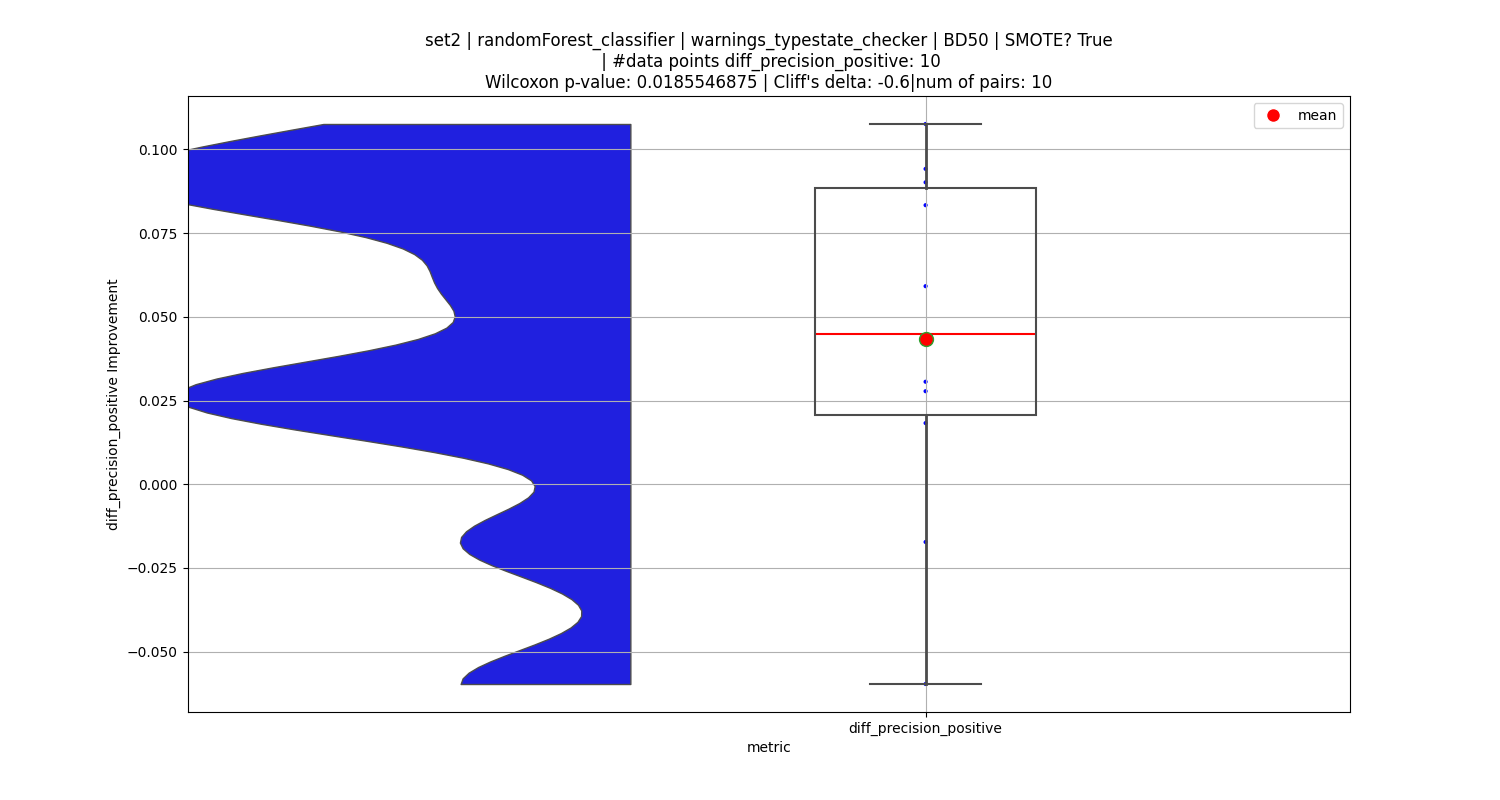 set2 | randomForest_classifier | warnings_typestate_checker | BD50 | SMOTE? True
| #data points diff_precision_positive: 10
Wilcoxon p-value: 0.0185546875 | Cliff's delta: -0.6|num of pairs: 10
mean
0.100
0.075
0.050
0.025
0.000
−0.025
−0.050
diff_precision_positive Improvement
diff_precision_positive
metric